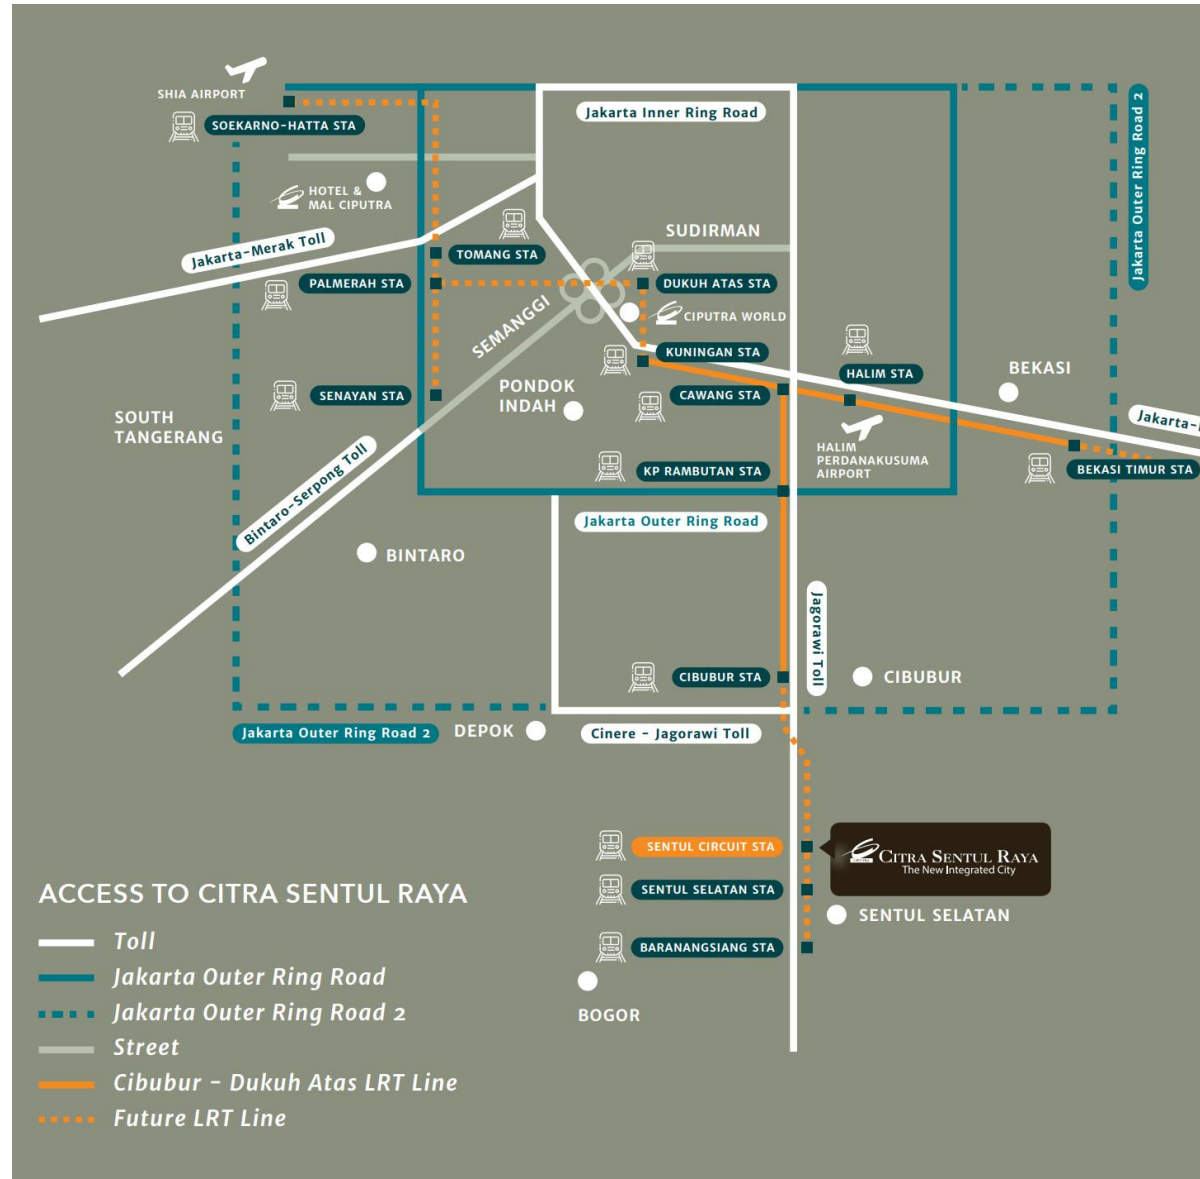 SHIA AIRPORT
SOEKARNO-HATTA STA
Jakarta Inner Ring Road
Jakarta Outer Ring Road 2
HOTEL &
MAL CIPUTRA
Jakarta-Merak Toll
TOMANG STA
SUDIRMAN
PALMERAH STA
DUKUH ATAS STA
SEMANGGI
CIPUTRA WORLD
KUNINGAN STA
HALIM STA
BEKASI
SENAYAN STA
PONDOK
INDAH
CAWANG STA
SOUTH
TANGERANG
Jakarta-
HALIM
PERDANAKUSUMA
AIRPORT
KP RAMBUTAN STA
BEKASI TIMUR STA
Bintaro-Serpong Toll
Jakarta Outer Ring Road
BINTARO
Jagorawi Toll
CIBUBUR STA
CIBUBUR
Jakarta Outer Ring Road 2
DEPOK
Cinere - Jagorawi Toll
SENTUL CIRCUIT STA
CITRA SENTUL RAYA
The New Integrated City
SENTUL SELATAN STA
SENTUL SELATAN
BARANANGSIANG STA
BOGOR
ACCESS TO CITRA SENTUL RAYA
Toll
Jakarta Outer Ring Road
Jakarta Outer Ring Road 2
Street
Cibubur - Dukuh Atas LRT Line
Future LRT Line